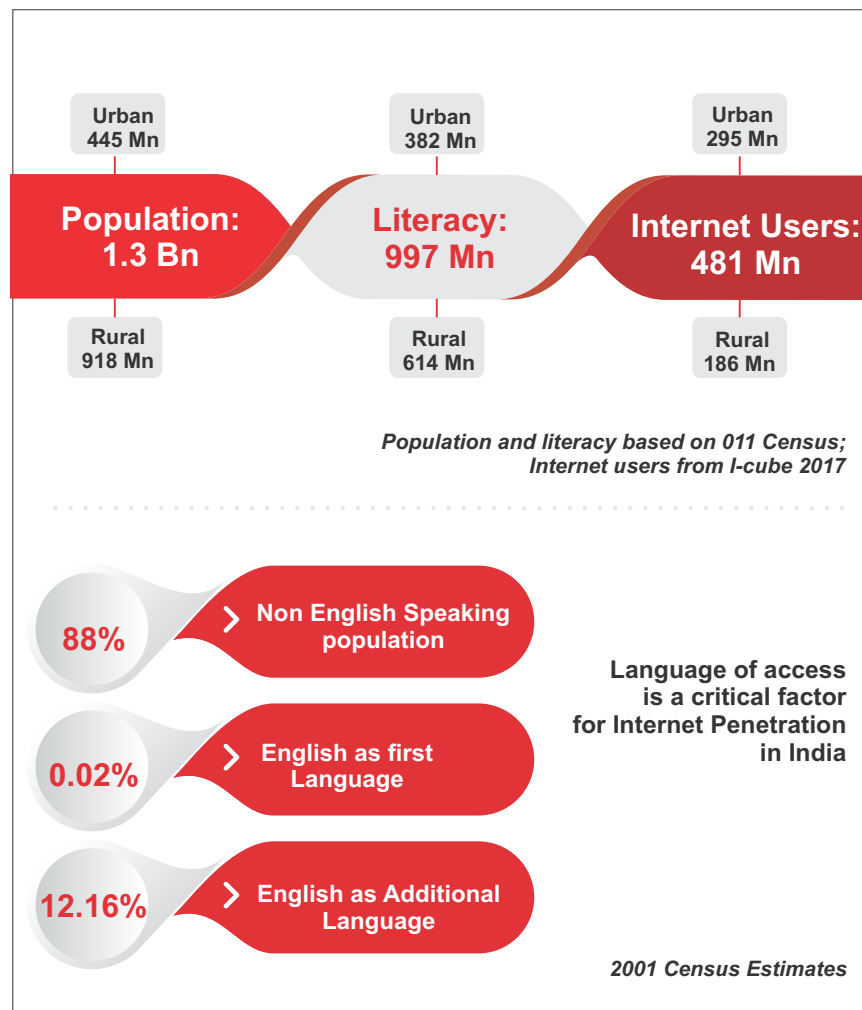 Urban
445 Mn
Urban
382 Mn
Urban
295 Mn
Population:
1.3 Bn
Literacy:
997 Mn
Internet Users:
481 Mn
Rural
918 Mn
Rural
614 Mn
Rural
186 Mn
Population and literacy based on 011 Census;
Internet users from I-cube 2017
88%
Non English Speaking
population
0.02%
English as first
Language
12.16%
English as Additional
Language
Language of access
is a critical factor
for Internet Penetration
in India
2001 Census Estimates